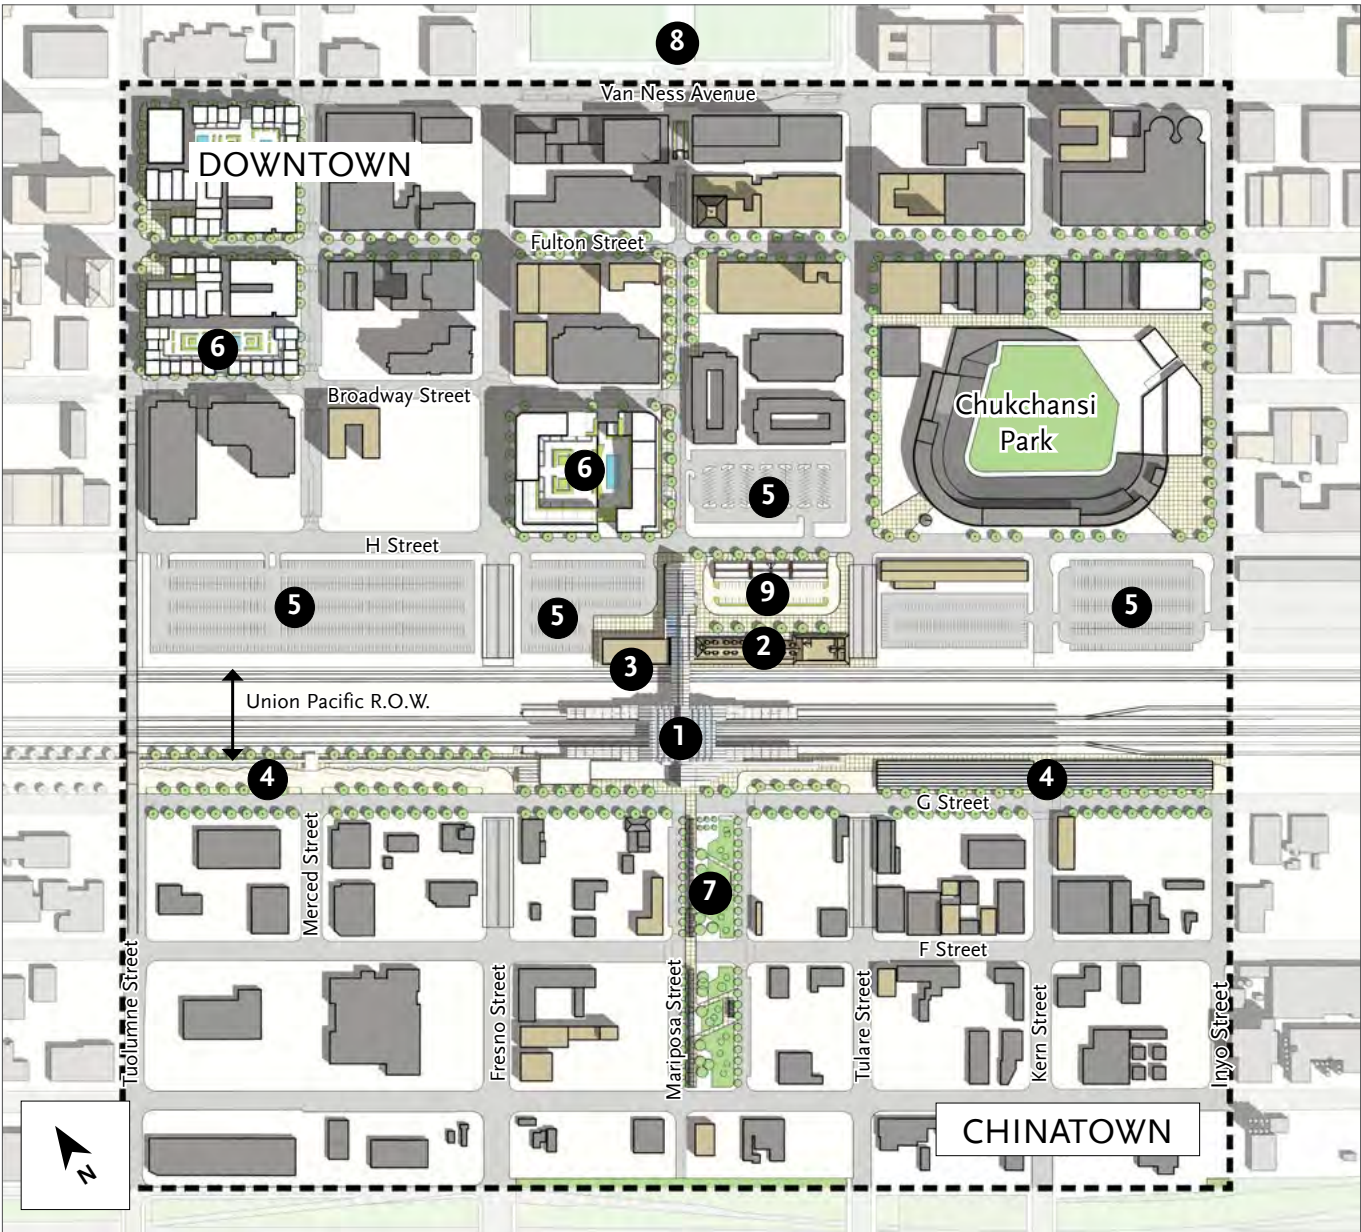 8
Van Ness Avenue
DOWNTOWN
Fulton Street
6
Broadway Street
Chukchansi
Park
6
5
H Street
5
5
9
5
2
3
Union Pacific R.O.W.
1
4
4
G Street
Merced Street
7
F Street
Tuolumne Street
Fresno Street
Mariposa Street
Tulare Street
Kern Street
Inyo Street
N
CHINATOWN